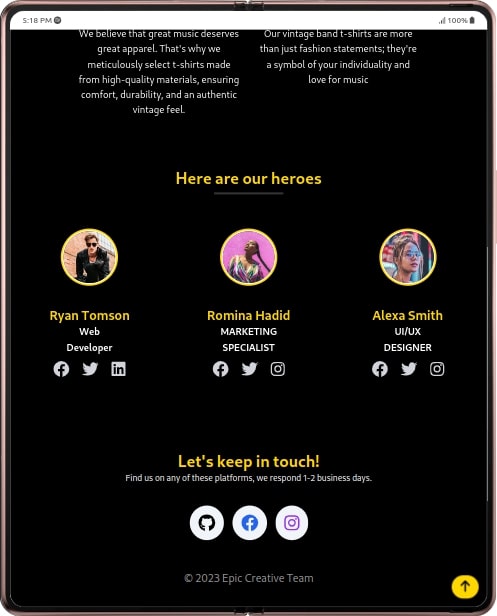 5:18 PM
100%
We believe that great music deserves
great apparel. That's why we
meticulously select t-shirts made
from high-quality materials, ensuring
comfort, durability, and an authentic
vintage feel.
Our vintage band t-shirts are more
than just fashion statements; they're
a symbol of your individuality and
love for music
Here are our heroes
Ryan Tomson
Web
Developer
Romina Hadid
MARKETING
SPECIALIST
Alexa Smith
UI/UX
DESIGNER
Let's keep in touch!
Find us on any of these platforms, we respond 1-2 business days.
© 2023 Epic Creative Team